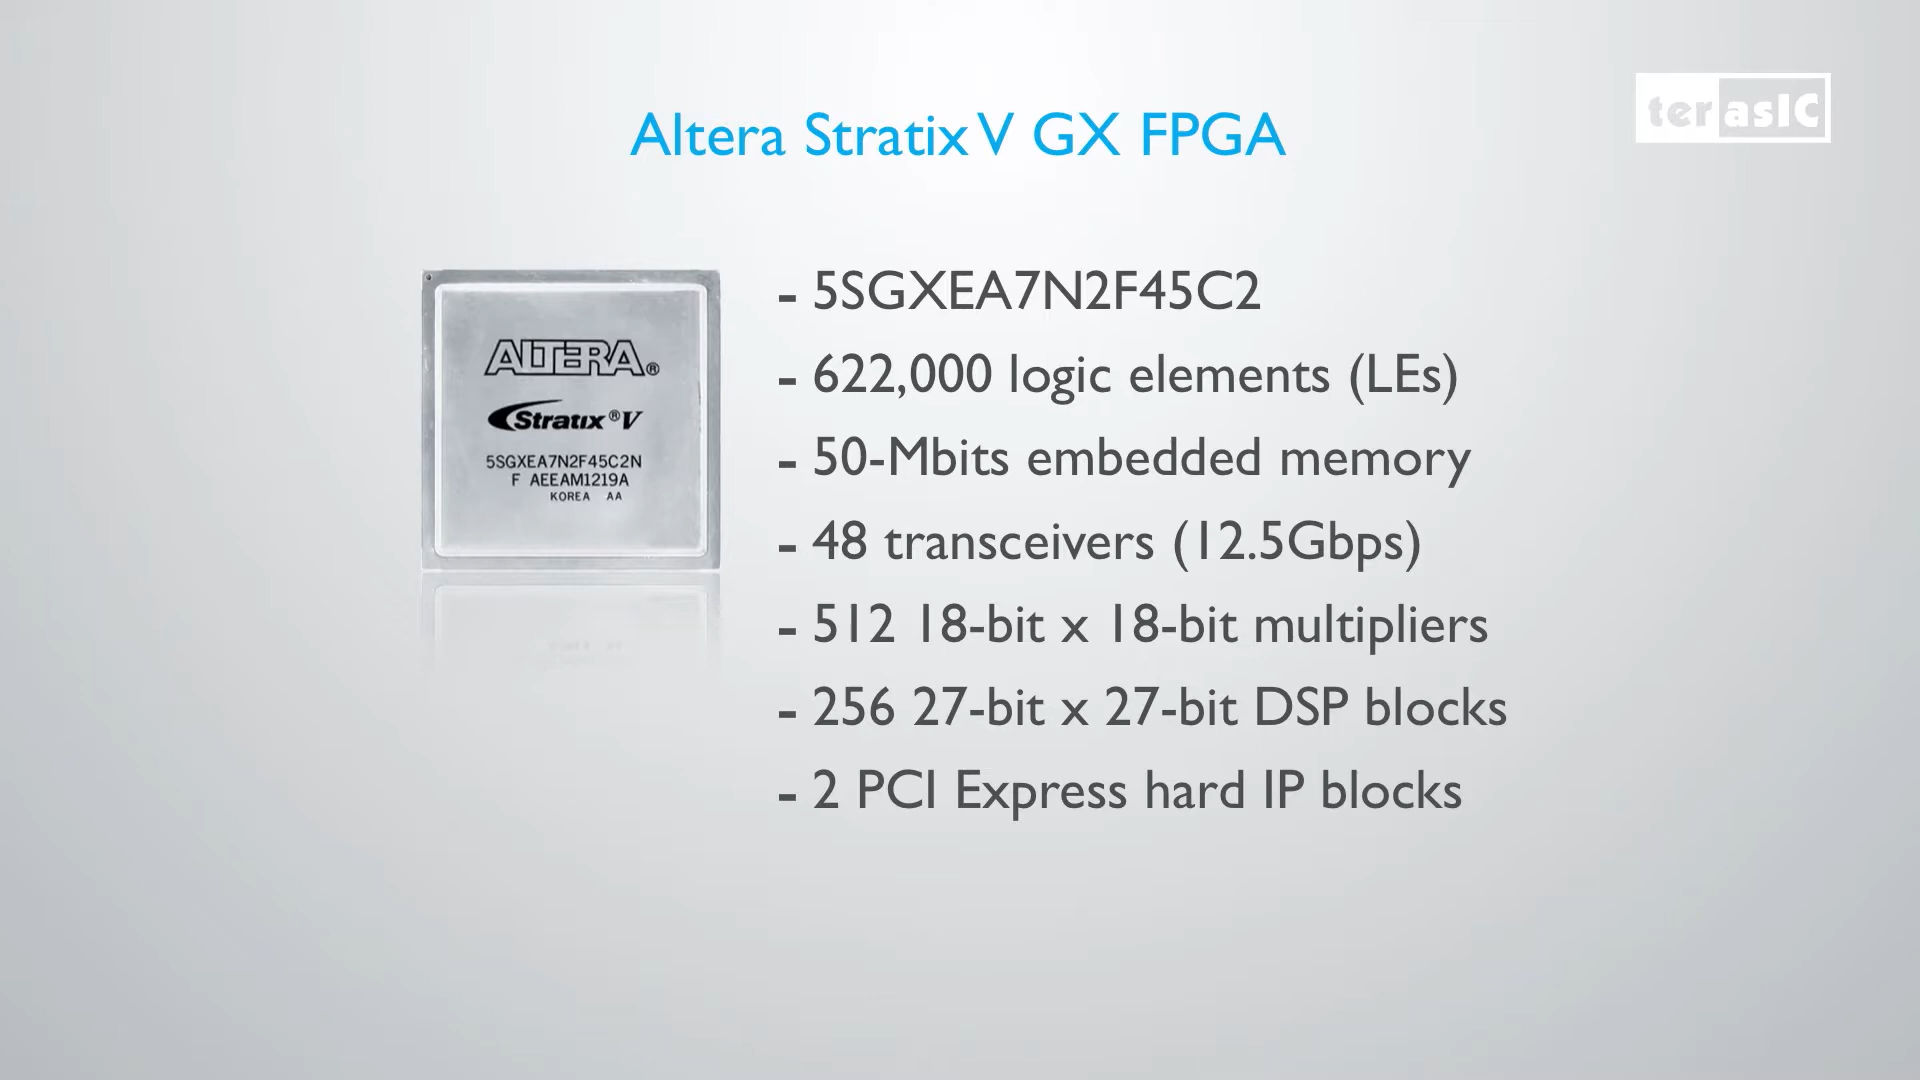 terasIC
Altera Stratix V GX FPGA
ALTERA®
Stratix® V
5SGXEA7N2F45C2N
F AEEAM1219A
KOREA AA
- 5SGXEA7N2F45C2
- 622,000 logic elements (LEs)
- 50-Mbits embedded memory
- 48 transceivers (12.5Gbps)
- 512 18-bit x 18-bit multipliers
- 256 27-bit x 27-bit DSP blocks
- 2 PCI Express hard IP blocks